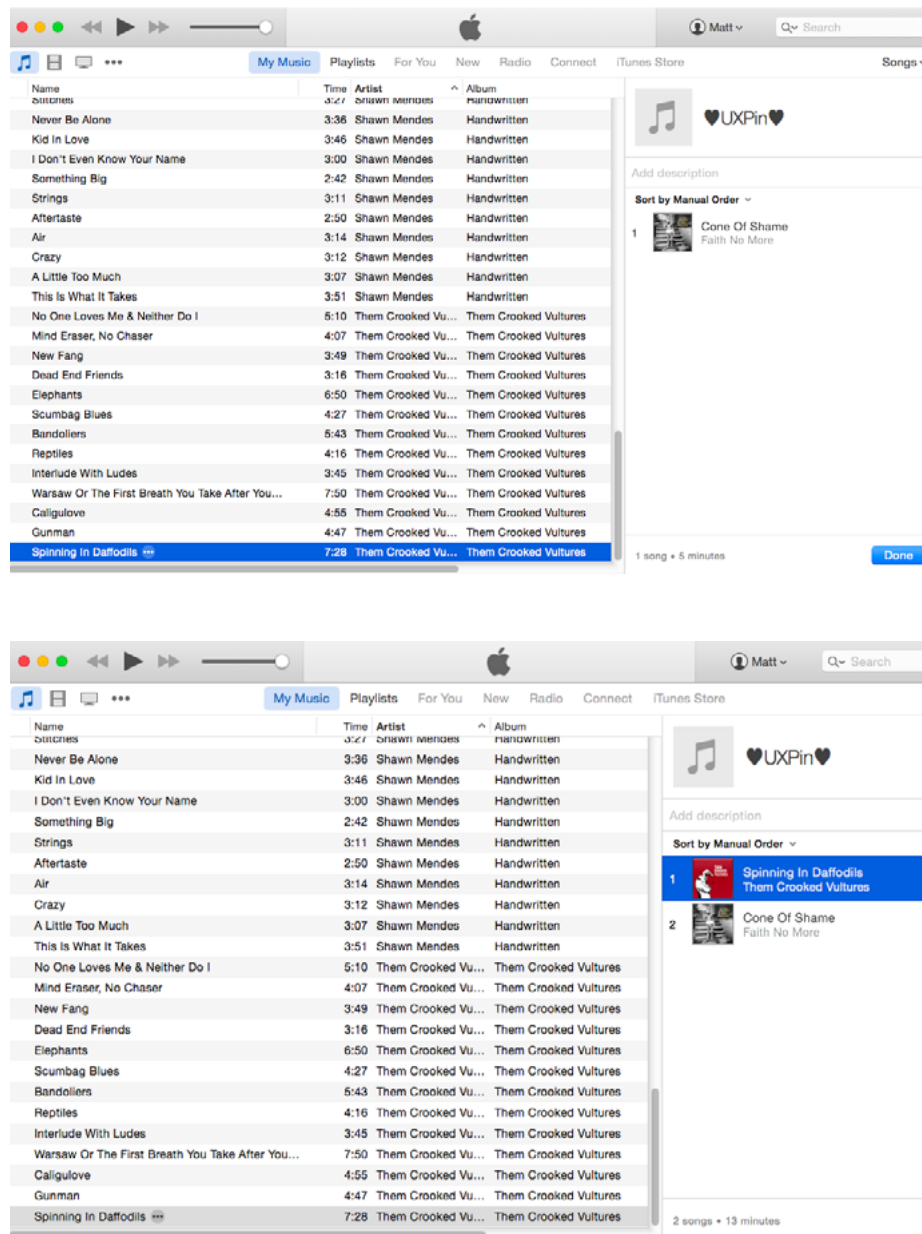 Matt Search
My Music Playlists For You New Radio Connect iTunes Store Songs
Name Time Artist Album
Stitches 3:27 Shawn Mendes Handwritten
Never Be Alone 3:36 Shawn Mendes Handwritten
Kid In Love 3:46 Shawn Mendes Handwritten
I Don't Even Know Your Name 3:00 Shawn Mendes Handwritten
Something Big 2:42 Shawn Mendes Handwritten
Strings 3:11 Shawn Mendes Handwritten
Aftertaste 2:50 Shawn Mendes Handwritten
Air 3:14 Shawn Mendes Handwritten
Crazy 3:12 Shawn Mendes Handwritten
A Little Too Much 3:07 Shawn Mendes Handwritten
This Is What It Takes 3:51 Shawn Mendes Handwritten
No One Loves Me & Neither Do I 5:10 Them Crooked Vu... Them Crooked Vultures
Mind Eraser, No Chaser 4:07 Them Crooked Vu... Them Crooked Vultures
New Fang 3:49 Them Crooked Vu... Them Crooked Vultures
Dead End Friends 3:16 Them Crooked Vu... Them Crooked Vultures
Elephants 6:50 Them Crooked Vu... Them Crooked Vultures
Scumbag Blues 4:27 Them Crooked Vu... Them Crooked Vultures
Bandoliers 5:43 Them Crooked Vu... Them Crooked Vultures
Reptiles 4:16 Them Crooked Vu... Them Crooked Vultures
Interlude With Ludes 3:45 Them Crooked Vu... Them Crooked Vultures
Warsaw Or The First Breath You Take After You... 7:50 Them Crooked Vu... Them Crooked Vultures
Caligulove 4:55 Them Crooked Vu... Them Crooked Vultures
Gunman 4:47 Them Crooked Vu... Them Crooked Vultures
Spinning In Daffodils 7:28 Them Crooked Vu... Them Crooked Vultures
♥UXPin♥
Add description
Sort by Manual Order
1 Cone Of Shame
Faith No More
1 song • 5 minutes Done
Matt Search
My Music Playlists For You New Radio Connect iTunes Store
Name Time Artist Album
Stitches 3:27 Shawn Mendes Handwritten
Never Be Alone 3:36 Shawn Mendes Handwritten
Kid In Love 3:46 Shawn Mendes Handwritten
I Don't Even Know Your Name 3:00 Shawn Mendes Handwritten
Something Big 2:42 Shawn Mendes Handwritten
Strings 3:11 Shawn Mendes Handwritten
Aftertaste 2:50 Shawn Mendes Handwritten
Air 3:14 Shawn Mendes Handwritten
Crazy 3:12 Shawn Mendes Handwritten
A Little Too Much 3:07 Shawn Mendes Handwritten
This Is What It Takes 3:51 Shawn Mendes Handwritten
No One Loves Me & Neither Do I 5:10 Them Crooked Vu... Them Crooked Vultures
Mind Eraser, No Chaser 4:07 Them Crooked Vu... Them Crooked Vultures
New Fang 3:49 Them Crooked Vu... Them Crooked Vultures
Dead End Friends 3:16 Them Crooked Vu... Them Crooked Vultures
Elephants 6:50 Them Crooked Vu... Them Crooked Vultures
Scumbag Blues 4:27 Them Crooked Vu... Them Crooked Vultures
Bandoliers 5:43 Them Crooked Vu... Them Crooked Vultures
Reptiles 4:16 Them Crooked Vu... Them Crooked Vultures
Interlude With Ludes 3:45 Them Crooked Vu... Them Crooked Vultures
Warsaw Or The First Breath You Take After You... 7:50 Them Crooked Vu... Them Crooked Vultures
Caligulove 4:55 Them Crooked Vu... Them Crooked Vultures
Gunman 4:47 Them Crooked Vu... Them Crooked Vultures
Spinning In Daffodils 7:28 Them Crooked Vu... Them Crooked Vultures
♥UXPin♥
Add description
Sort by Manual Order
1 Spinning In Daffodils
Them Crooked Vultures
2 Cone Of Shame
Faith No More
2 songs • 13 minutes